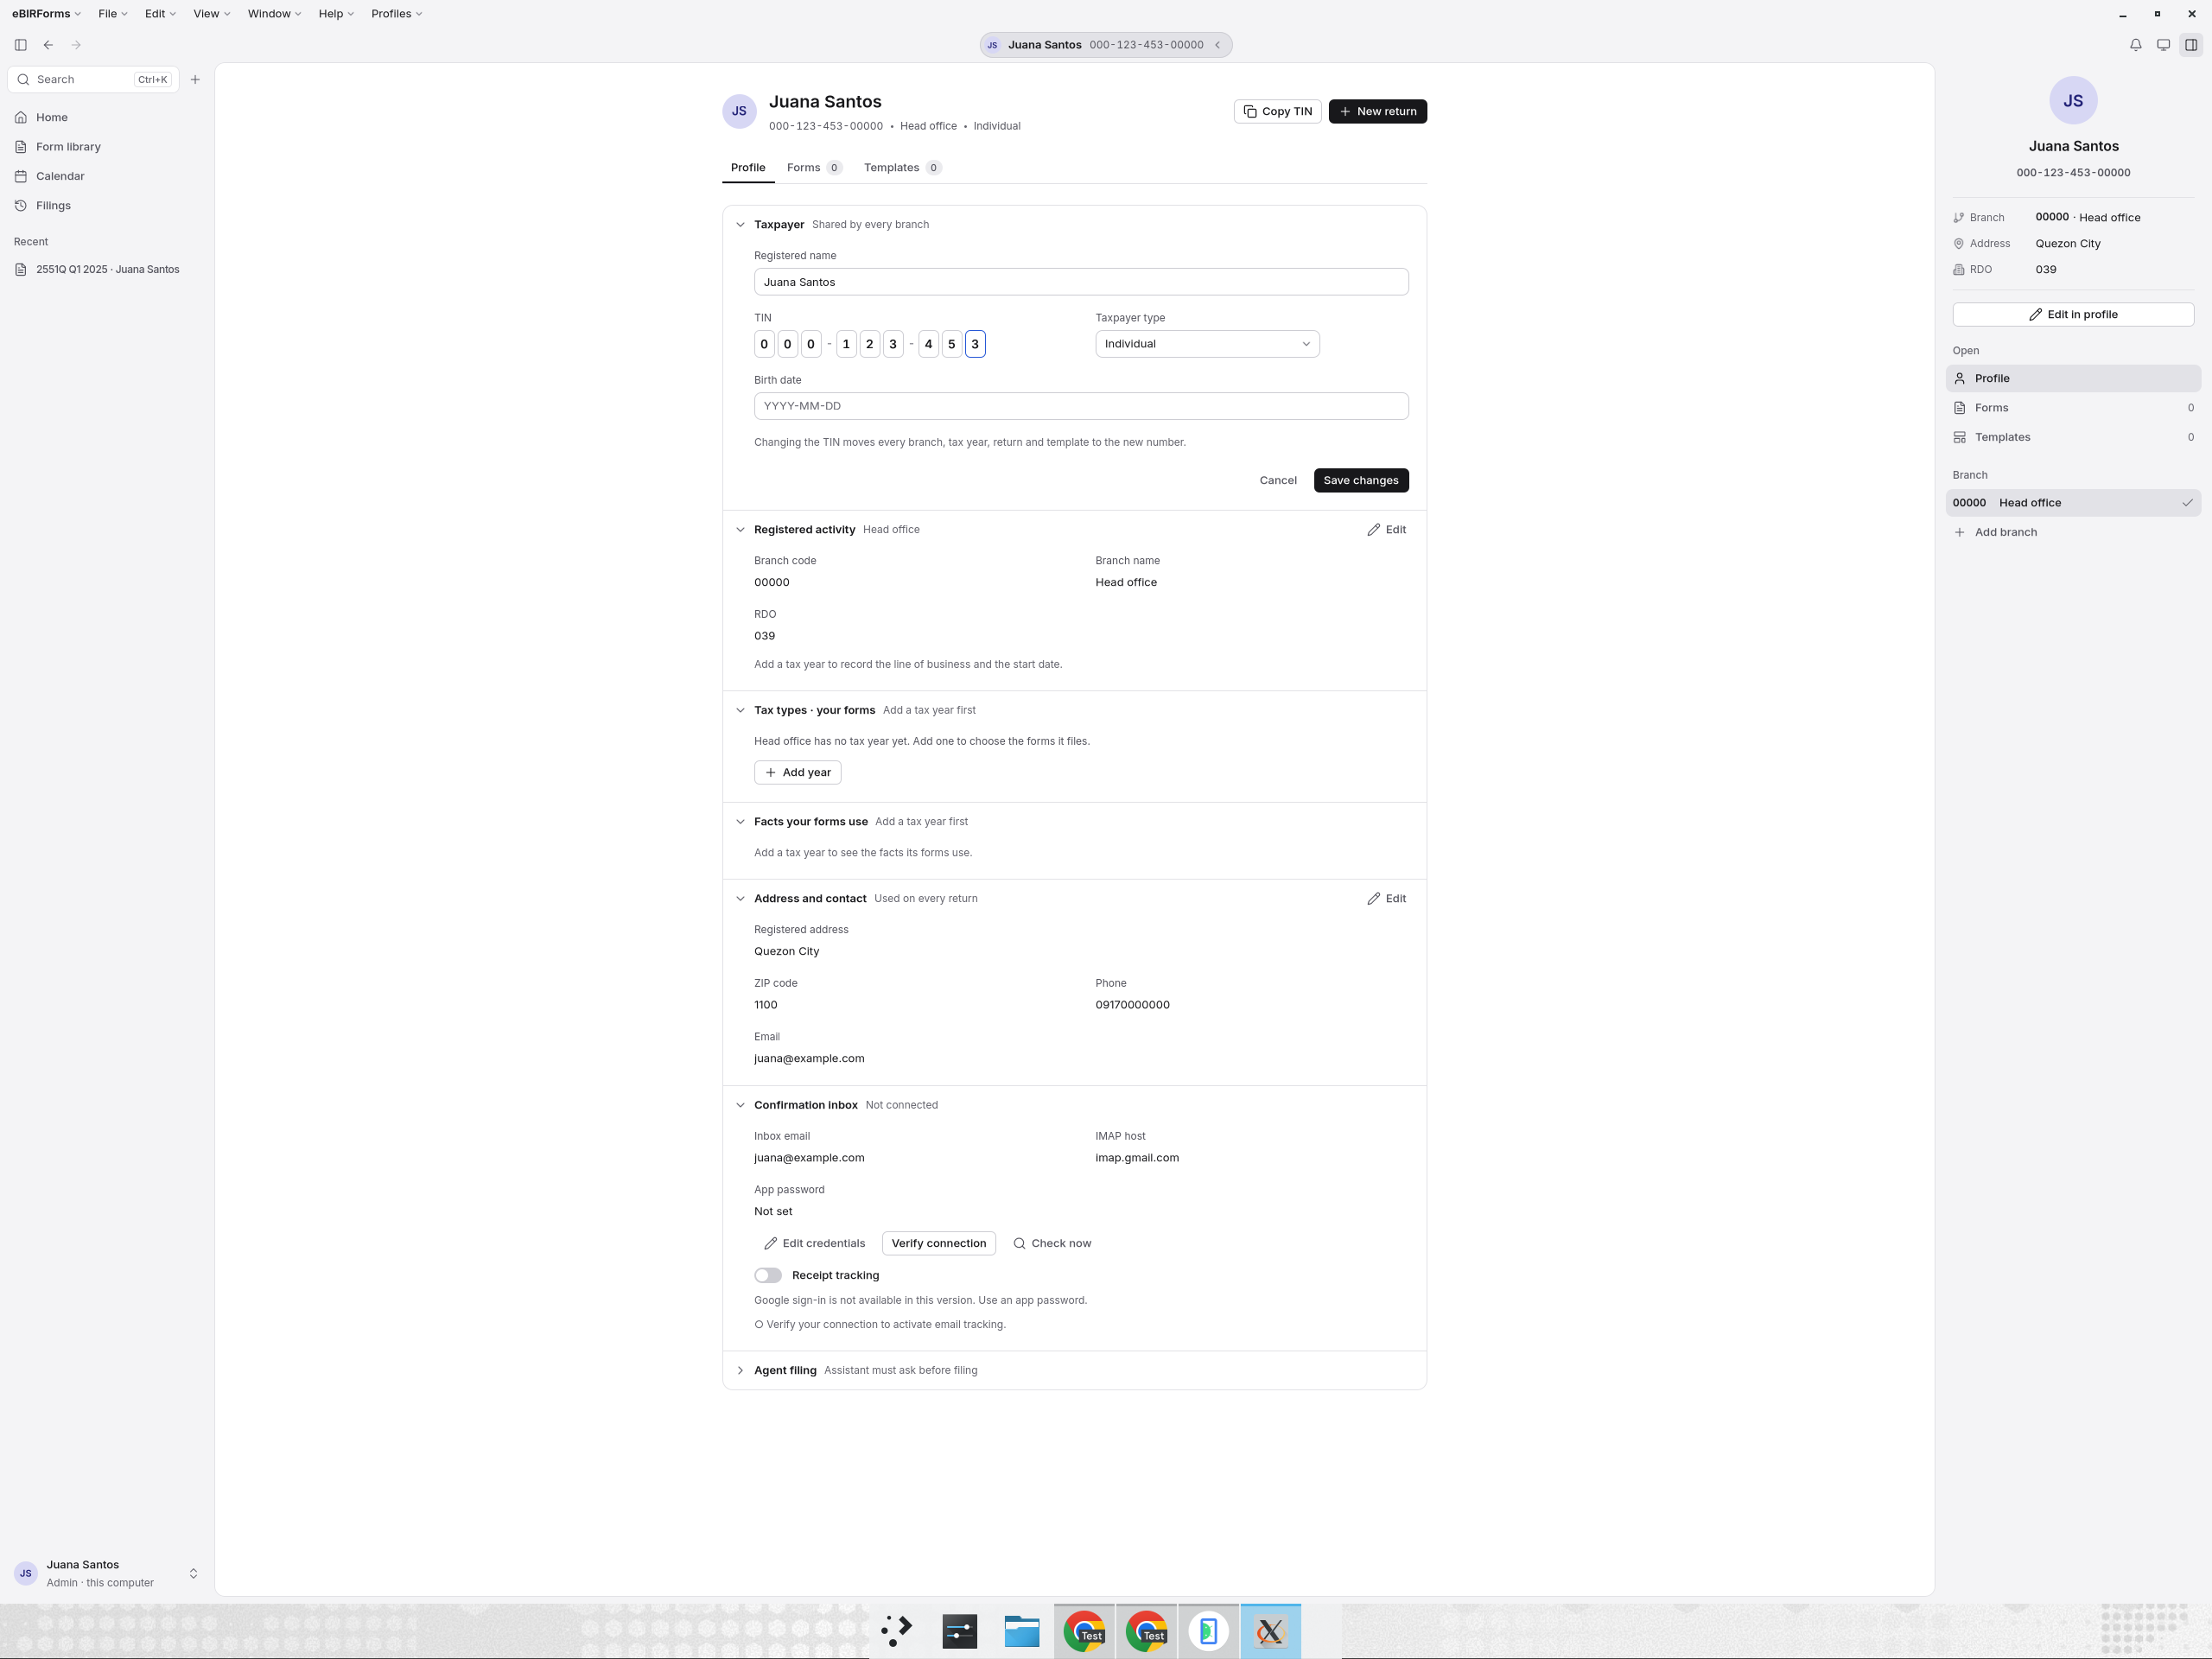 eBIRForms File Edit View Window Help Profiles
JS Juana Santos 000-123-453-00000
Search Ctrl+K
Home
Form library
Calendar
Filings
Recent
2551Q Q1 2025 · Juana Santos
JS Juana Santos
Admin · this computer
JS Juana Santos
000-123-453-00000 • Head office • Individual
Copy TIN
New return
Profile Forms 0 Templates 0
Taxpayer Shared by every branch
Registered name
Juana Santos
TIN Taxpayer type
0 0 0 - 1 2 3 - 4 5 3 Individual
Birth date
YYYY-MM-DD
Changing the TIN moves every branch, tax year, return and template to the new number.
Cancel Save changes
Registered activity Head office Edit
Branch code Branch name
00000 Head office
RDO
039
Add a tax year to record the line of business and the start date.
Tax types · your forms Add a tax year first
Head office has no tax year yet. Add one to choose the forms it files.
Add year
Facts your forms use Add a tax year first
Add a tax year to see the facts its forms use.
Address and contact Used on every return Edit
Registered address
Quezon City
ZIP code Phone
1100 09170000000
Email
juana@example.com
Confirmation inbox Not connected
Inbox email IMAP host
juana@example.com imap.gmail.com
App password
Not set
Edit credentials Verify connection Check now
Receipt tracking
Google sign-in is not available in this version. Use an app password.
Verify your connection to activate email tracking.
Agent filing Assistant must ask before filing
JS
Juana Santos
000-123-453-00000
Branch 00000 · Head office
Address Quezon City
RDO 039
Edit in profile
Open
Profile
Forms 0
Templates 0
Branch
00000 Head office
Add branch
Test Test